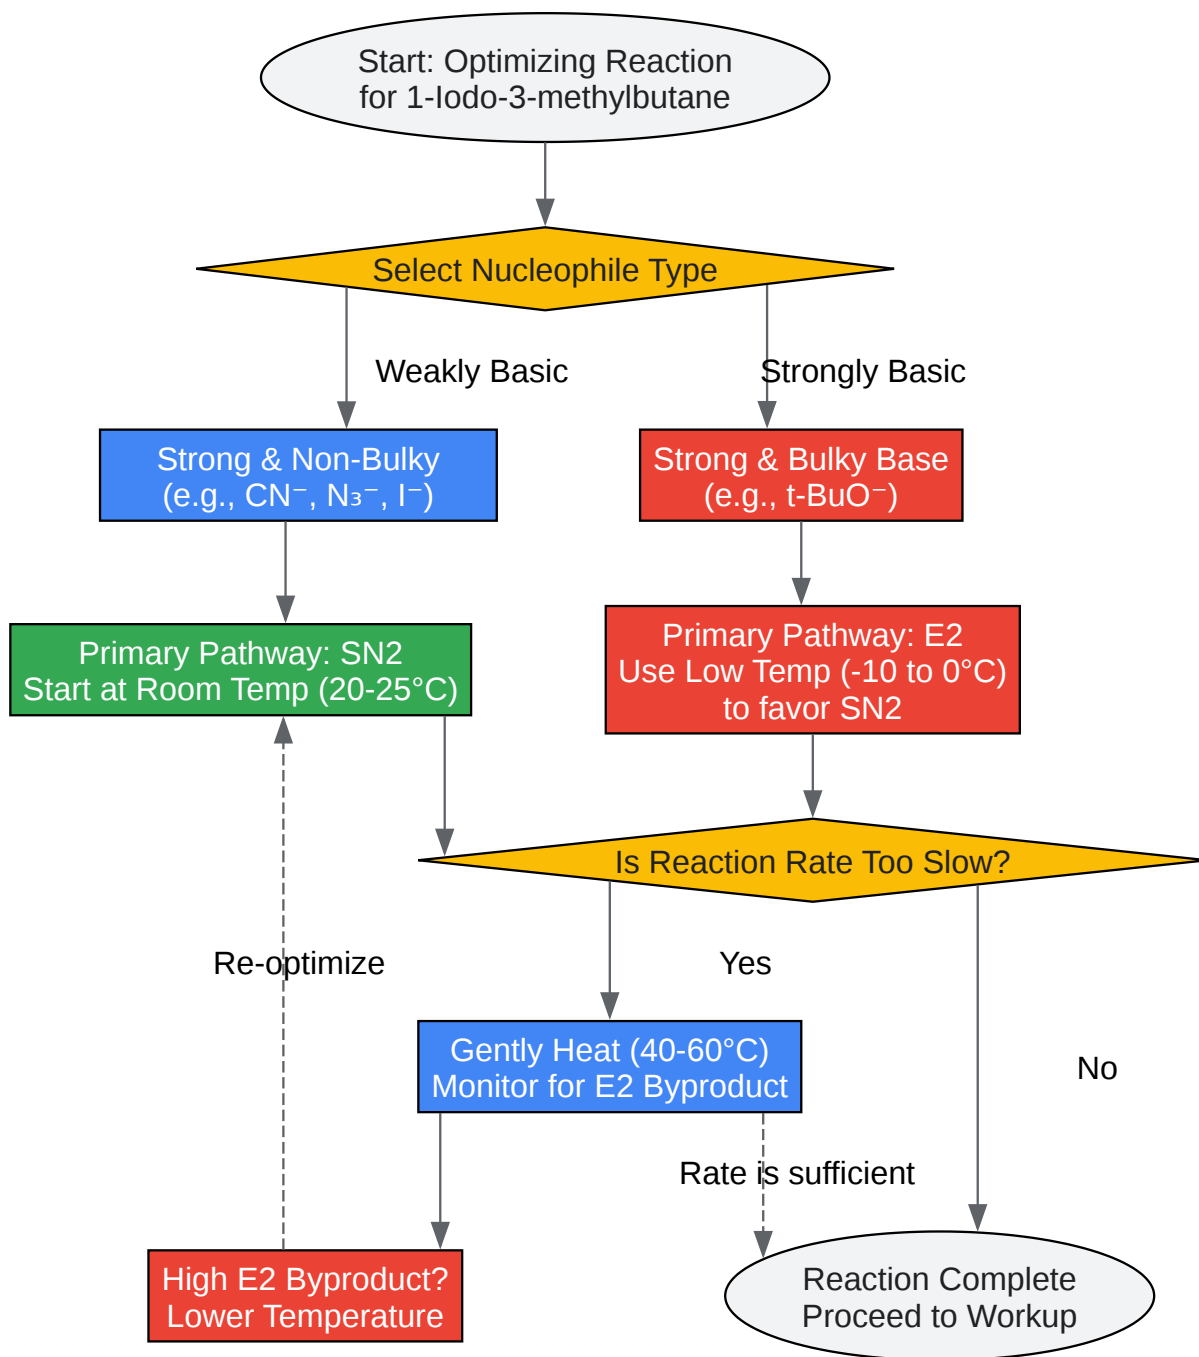 Start: Optimizing Reaction
for 1-Iodo-3-methylbutane
Select Nucleophile Type
Weakly Basic
Strongly Basic
Strong & Non-Bulky
(e.g., CN⁻, N₃⁻, I⁻)
Strong & Bulky Base
(e.g., t-BuO⁻)
Primary Pathway: SN2
Start at Room Temp (20-25°C)
Primary Pathway: E2
Use Low Temp (-10 to 0°C)
to favor SN2
Is Reaction Rate Too Slow?
Re-optimize
Yes
Gently Heat (40-60°C)
Monitor for E2 Byproduct
No
Rate is sufficient
High E2 Byproduct?
Lower Temperature
Reaction Complete
Proceed to Workup